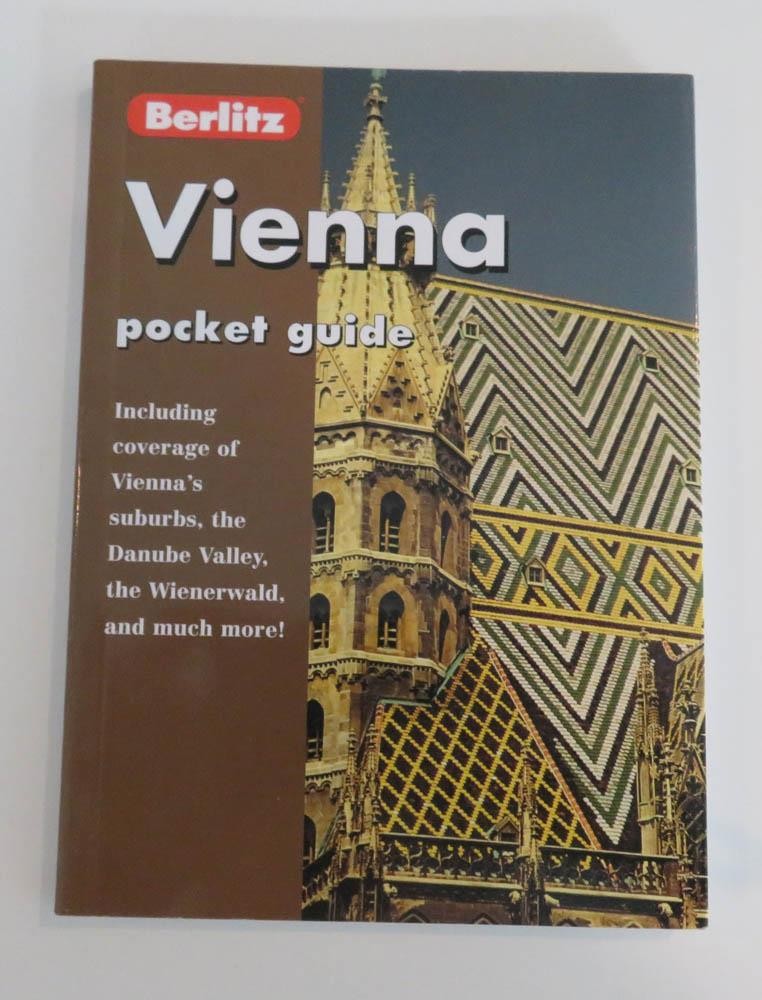 Berlitz
Vienna
pocket guide
Including
coverage of
Vienna's
suburbs, the
Danube Valley,
the Wienerwald,
and much more!